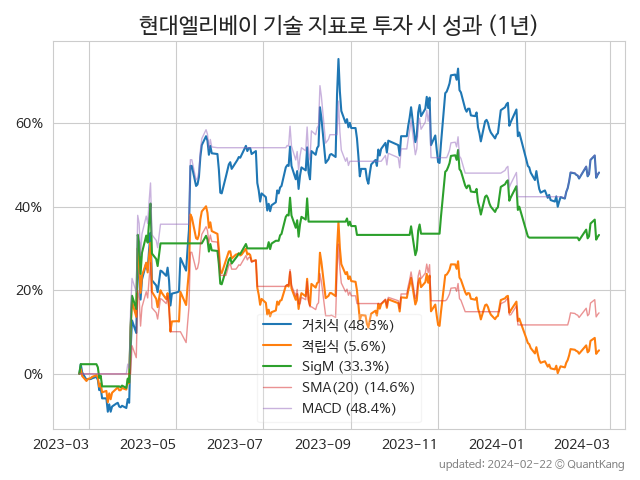 현대엘리베이 기술 지표로 투자 시 성과 (1년)
60%
40%
20%
0%
거치식 (48.3%)
적립식 (5.6%)
SigM (33.3%)
SMA(20) (14.6%)
MACD (48.4%)
2023-03 2023-05 2023-07 2023-09 2023-11 2024-01 2024-03
updated: 2024-02-22 © QuantKang